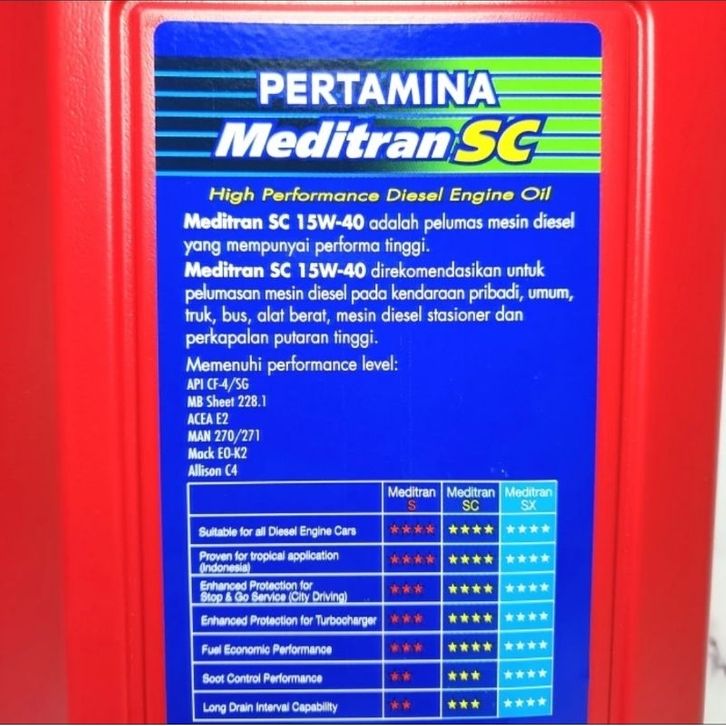 PERTAMINA
Meditran SC
High Performance Diesel Engine Oil
Meditran SC 15W-40 adalah pelumas mesin diesel
yang mempunyai performa tinggi.
Meditran SC 15W-40 direkomendasikan untuk
pelumasan mesin diesel pada kendaraan pribadi, umum,
truk, bus, alat berat, mesin diesel stasioner dan
perkapalan putaran tinggi.
Memenuhi performance level:
API CF-4/SG
MB Sheet 228.1
ACEA E2
MAN 270/271
Mack EO-K2
Allison C4
Meditran S Meditran SC Meditran SX
Suitable for all Diesel Engine Cars ★★★★ ★★★★ ★★★★
Proven for tropical application
(Indonesia) ★★★★ ★★★★ ★★★★
Enhanced Protection for
Stop & Go Service (City Driving) ★★★ ★★★★ ★★★★
Enhanced Protection for Turbocharger ★★★ ★★★★ ★★★★
Fuel Economic Performance ★★★ ★★★★ ★★★★
Soot Control Performance ★★ ★★★ ★★★★
Long Drain Interval Capability ★★ ★★★ ★★★★